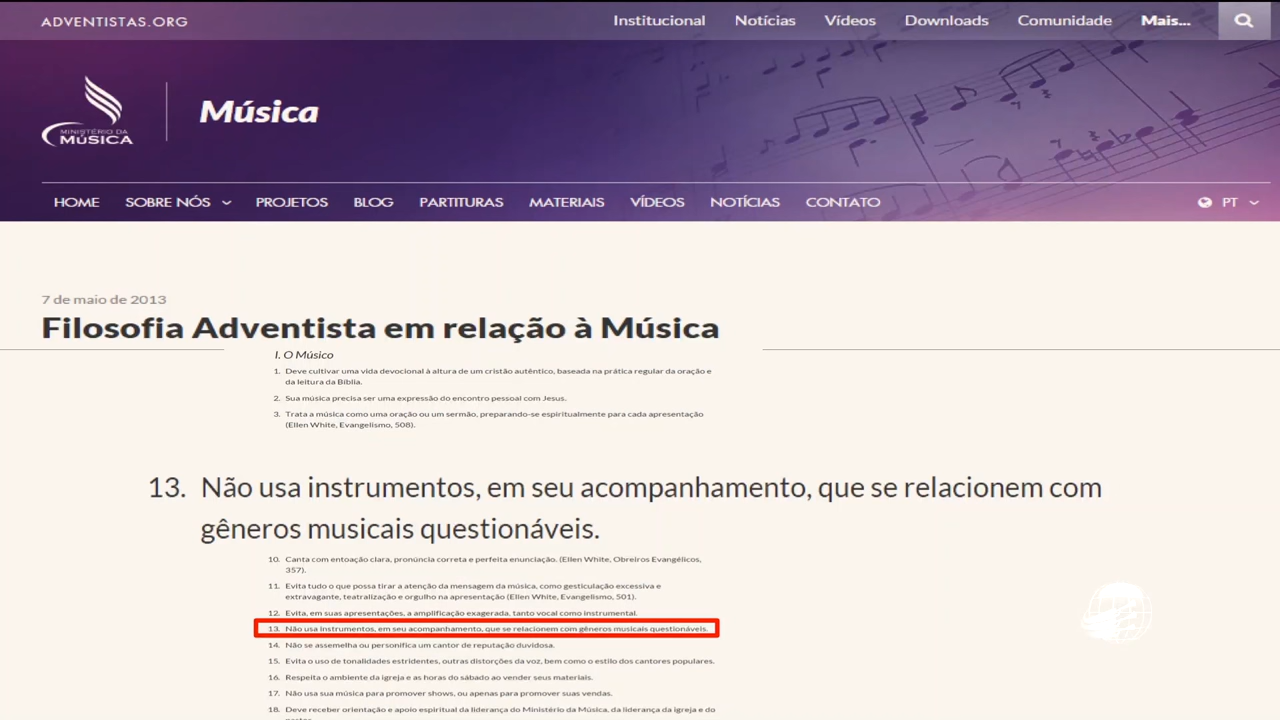 ADVENTISTAS.ORG
Institucional Notícias Vídeos Downloads Comunidade Mais...
MINISTÉRIO DA
MÚSICA
Música
HOME SOBRE NÓS PROJETOS BLOG PARTITURAS MATERIAIS VÍDEOS NOTÍCIAS CONTATO PT
7 de maio de 2013
Filosofia Adventista em relação à Música
I. O Músico
1. Deve cultivar uma vida devocional à altura de um cristão autêntico, baseada na prática regular da oração e
da leitura da Bíblia.
2. Sua música precisa ser uma expressão do encontro pessoal com Jesus.
3. Trata a música como uma oração ou um sermão, preparando-se espiritualmente para cada apresentação
(Ellen White, Evangelismo, 508).
13. Não usa instrumentos, em seu acompanhamento, que se relacionem com
gêneros musicais questionáveis.
10. Canta com entoação clara, pronúncia correta e perfeita enunciação. (Ellen White, Obreiros Evangélicos,
357).
11. Evita tudo o que possa tirar a atenção da mensagem da música, como gesticulação excessiva e
extravagante, teatralização e orgulho na apresentação (Ellen White, Evangelismo, 501).
12. Evita, em suas apresentações, a amplificação exagerada, tanto vocal como instrumental.
13. Não usa instrumentos, em seu acompanhamento, que se relacionem com gêneros musicais questionáveis.
14. Não se assemelha ou personifica um cantor de reputação duvidosa.
15. Evita o uso de tonalidades estridentes, outras distorções da voz, bem como o estilo dos cantores populares.
16. Respeita o ambiente da igreja e as horas do sábado ao vender seus materiais.
17. Não usa sua música para promover shows, ou apenas para promover suas vendas.
18. Deve receber orientação e apoio espiritual da liderança do Ministério da Música, da liderança da igreja e do